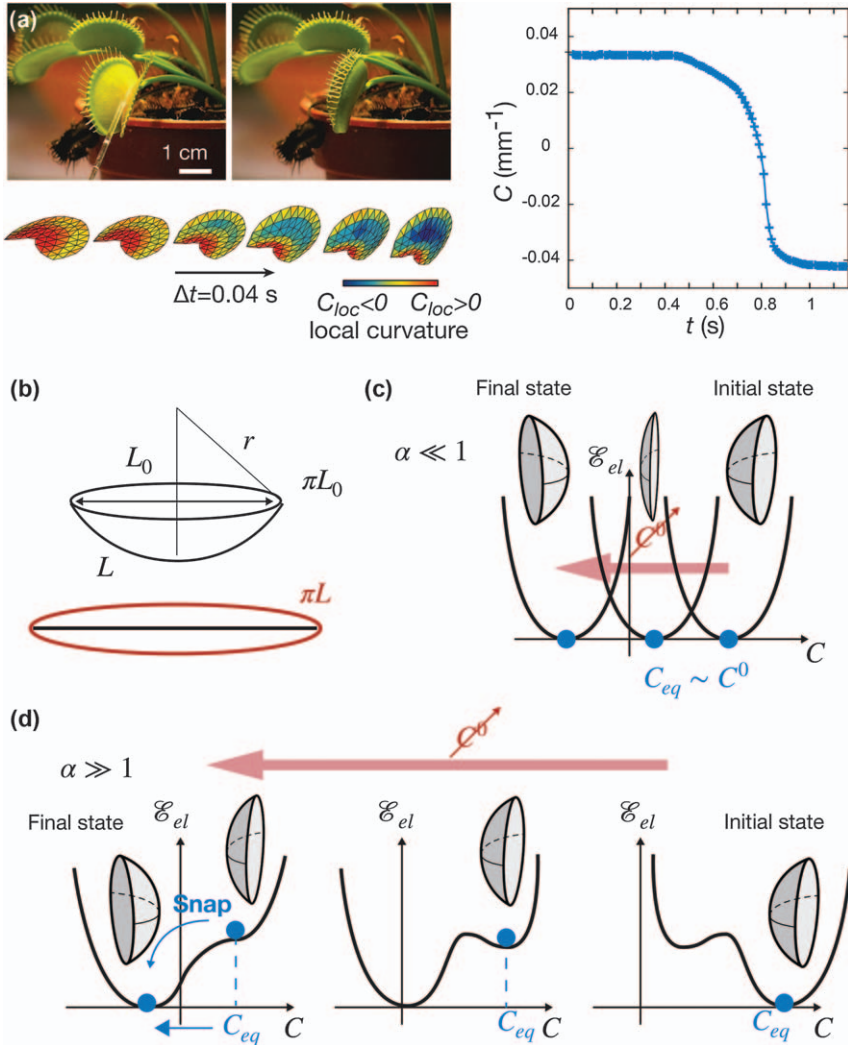 (a)
1 cm
Δt=0.04 s
C_loc<0 C_loc>0
local curvature
C (mm⁻¹)
0.04
0.02
0
-0.02
-0.04
0 0.2 0.4 0.6 0.8 1
t (s)
(b)
L₀
r
πL₀
L
πL
(c)
Final state
Initial state
α ≪ 1
ℰ_el
C⁰
C
C_eq ~ C⁰
(d)
C⁰
α ≫ 1
Final state
ℰ_el
Snap
C_eq
C
ℰ_el
C_eq
C
ℰ_el
Initial state
C_eq
C